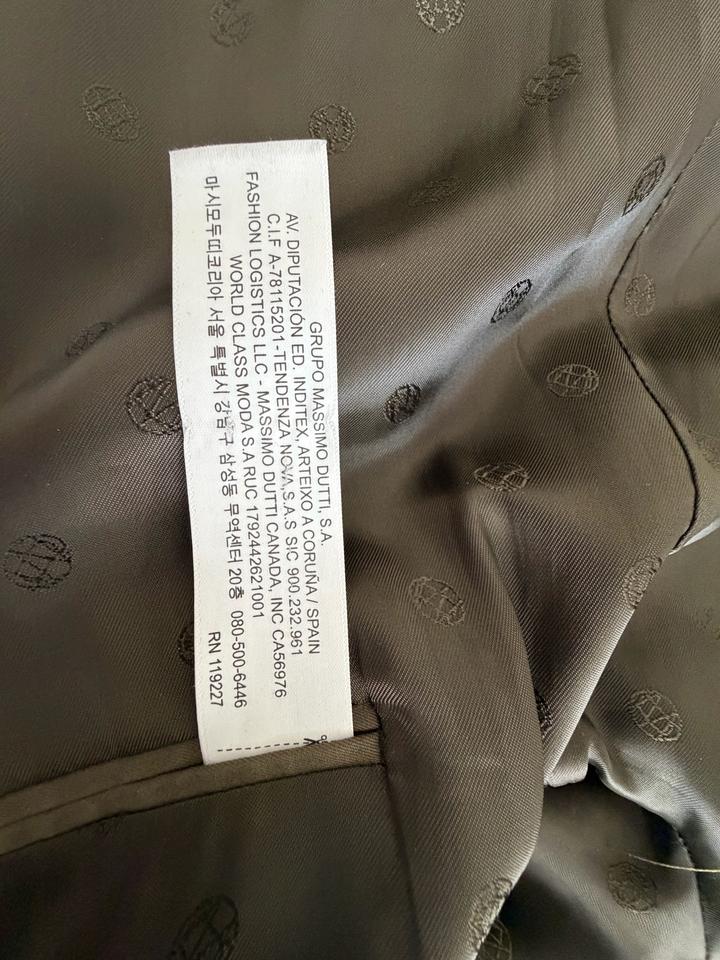 GRUPO MASSIMO DUTTI, S.A.
AV. DIPUTACIÓN ED. INDITEX, ARTEIXO A CORUÑA / SPAIN
C.I.F A-78115201 -TENDENZA NOVA,S.A.S SIC 900.232.961
FASHION LOGISTICS LLC - MASSIMO DUTTI CANADA, INC CA56976
WORLD CLASS MODA S.A RUC 1792442621001
마시모두띠코리아 서울 특별시 강남구 삼성동 무역센터 20층 080-500-6446
RN 119227